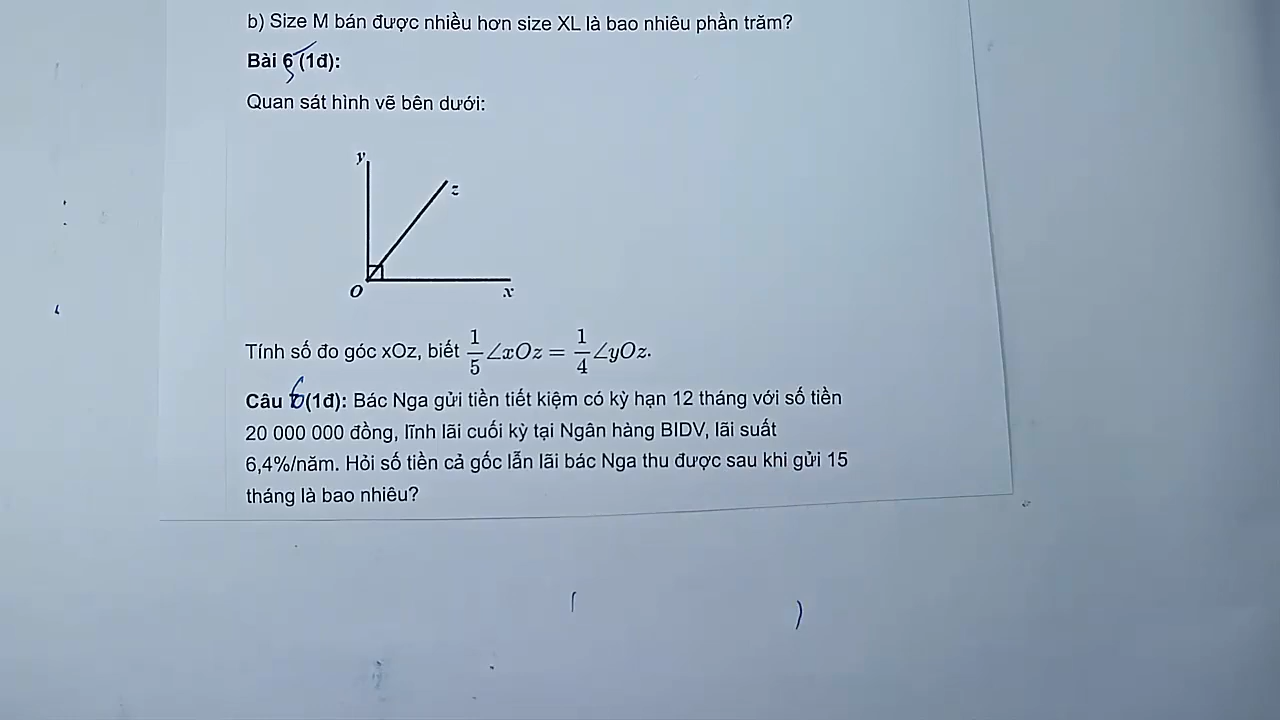 b) Size M bán được nhiều hơn size XL là bao nhiêu phần trăm?
Bài 5 (1đ):
Quan sát hình vẽ bên dưới:
y
z
O
x
Tính số đo góc xOz, biết 1/5 ∠xOz = 1/4 ∠yOz.
Câu 6 (1đ): Bác Nga gửi tiền tiết kiệm có kỳ hạn 12 tháng với số tiền
20 000 000 đồng, lĩnh lãi cuối kỳ tại Ngân hàng BIDV, lãi suất
6,4%/năm. Hỏi số tiền cả gốc lẫn lãi bác Nga thu được sau khi gửi 15
tháng là bao nhiêu?